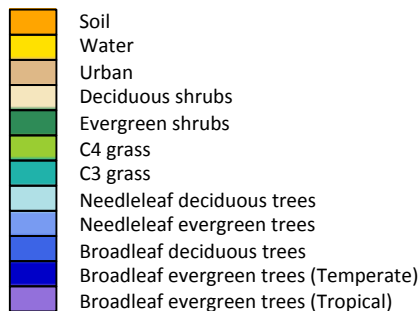 Soil
Water
Urban
Deciduous shrubs
Evergreen shrubs
C4 grass
C3 grass
Needleleaf deciduous trees
Needleleaf evergreen trees
Broadleaf deciduous trees
Broadleaf evergreen trees (Temperate)
Broadleaf evergreen trees (Tropical)